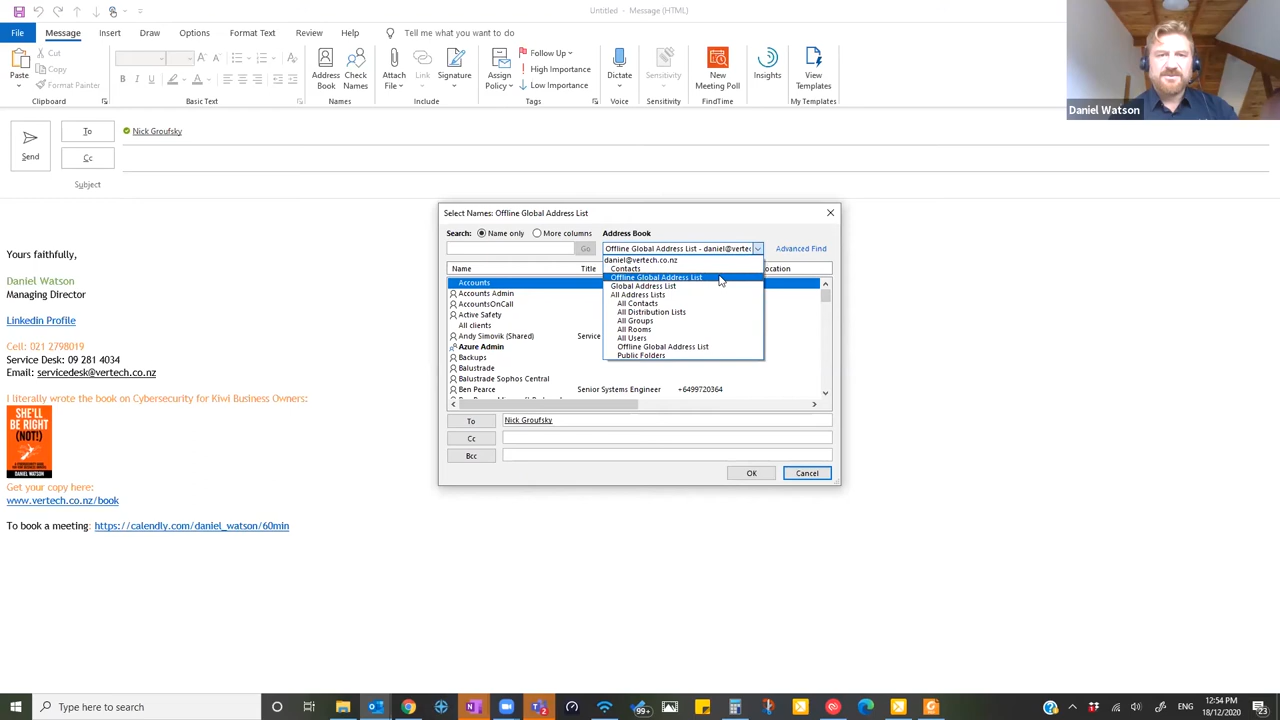 Untitled - Message (HTML)
File
Message
Insert
Draw
Options
Format Text
Review
Help
Tell me what you want to do
Paste
Cut
Copy
Format Painter
Clipboard
B I U
Basic Text
Address Book
Check Names
Names
Attach File
Link
Signature
Include
Assign Policy
Follow Up
High Importance
Low Importance
Tags
Dictate
Voice
Sensitivity
Sensitivity
New Meeting Poll
FindTime
Insights
View Templates
My Templates
Daniel Watson
Send
To
Nick Groufsky
Cc
Subject
Yours faithfully,
Daniel Watson
Managing Director
Linkedin Profile
Cell: 021 2798019
Service Desk: 09 281 4034
Email: servicedesk@vertech.co.nz
I literally wrote the book on Cybersecurity for Kiwi Business Owners:
SHE'LL
BE RIGHT
(NOT!)
DANIEL WATSON
Get your copy here:
www.vertech.co.nz/book
To book a meeting: https://calendly.com/daniel_watson/60min
Select Names: Offline Global Address List
Search:
Name only
More columns
Address Book
Go
Offline Global Address List - daniel@vertec
Advanced Find
Name
Title
ocation
daniel@vertech.co.nz
Contacts
Offline Global Address List
Global Address List
All Address Lists
All Contacts
All Distribution Lists
All Groups
All Rooms
All Users
Offline Global Address List
Public Folders
Accounts
Accounts Admin
AccountsOnCall
Active Safety
All clients
Andy Simovik (Shared) Service
Azure Admin
Backups
Balustrade
Balustrade Sophos Central
Ben Pearce Senior Systems Engineer +6499720364
To
Nick Groufsky
Cc
Bcc
OK
Cancel
Type here to search
99+
12:54 PM
18/12/2020
23